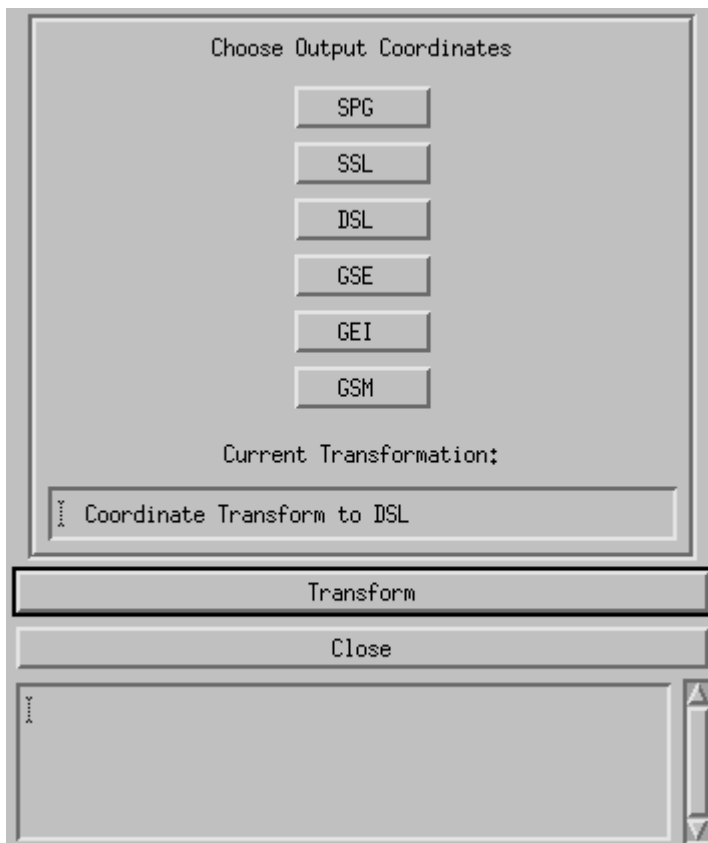 Choose Output Coordinates
SPG
SSL
DSL
GSE
GEI
GSM
Current Transformation:
Coordinate Transform to DSL
Transform
Close